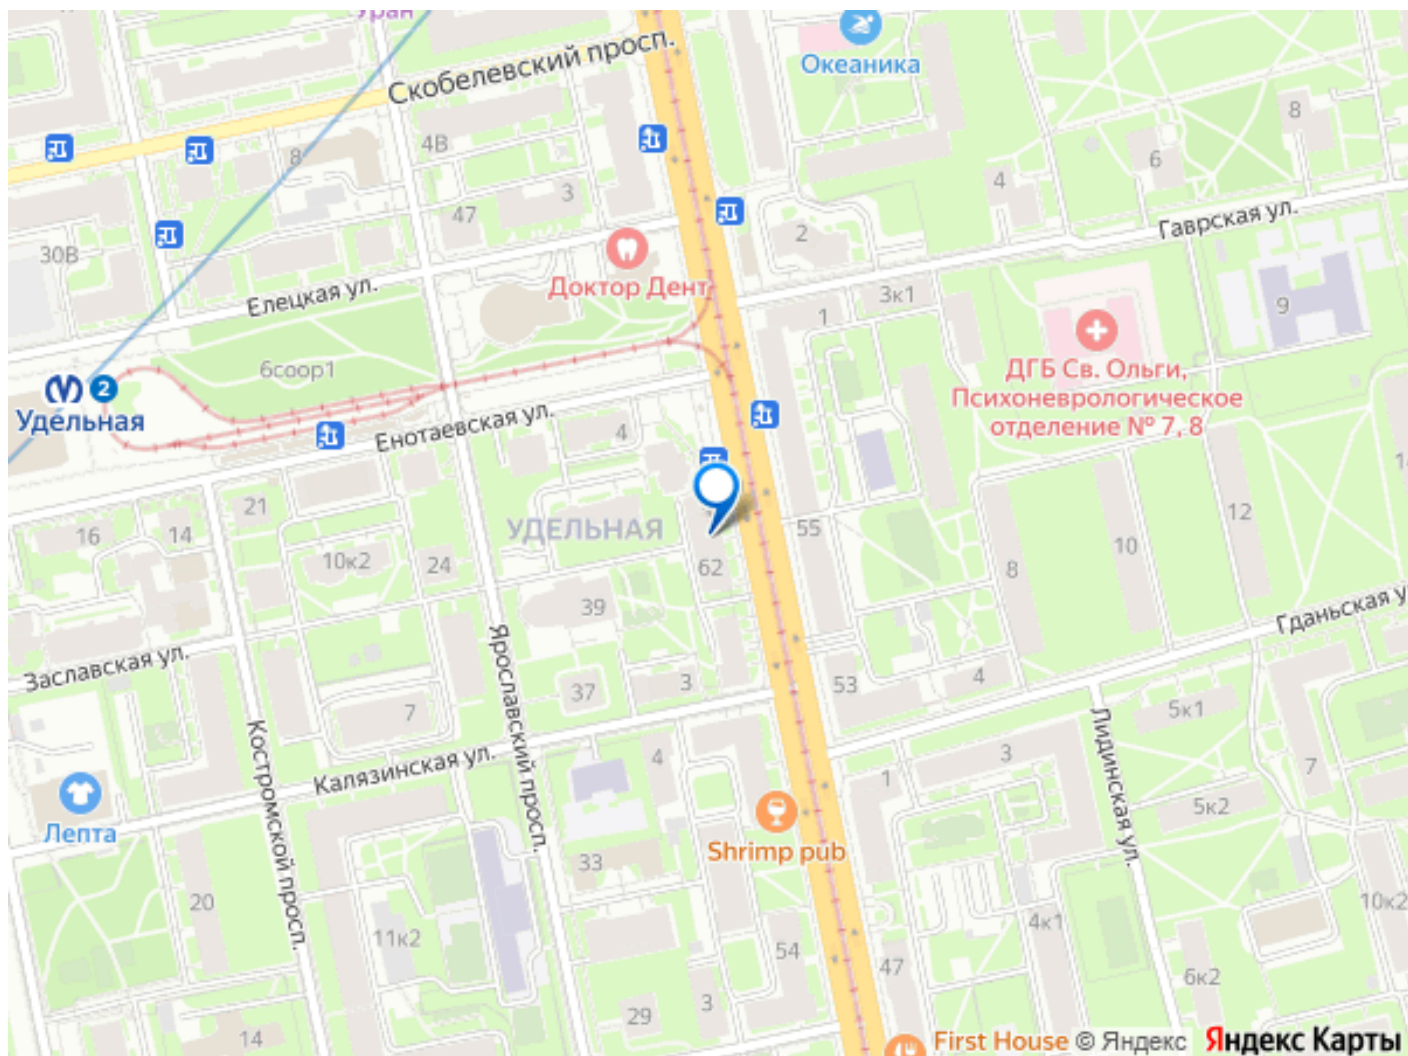 Уран
Скобелевский просп.
Океаника
8
8
4В
6
3
4
47
Гаврская ул.
2
30В
Доктор Дент
Елецкая ул.
3к1
1
9
6соор1
ДГБ Св. Ольги,
Психоневрологическое
отделение № 7, 8
2
Удельная
Енотаевская ул.
4
21
16
14
УДЕЛЬНАЯ
55
12
10
10к2
24
62
8
39
Гданьская у
Заславская ул.
Ярославский просп.
37
3
53
4
7
5к1
Костромской просп.
Калязинская ул.
4
3
1
Лидинская ул.
7
Лепта
Shrimp pub
5к2
33
20
11к2
4к1
10к2
54
47
6к2
29
3
14
First House
© Яндекс
Яндекс Карты